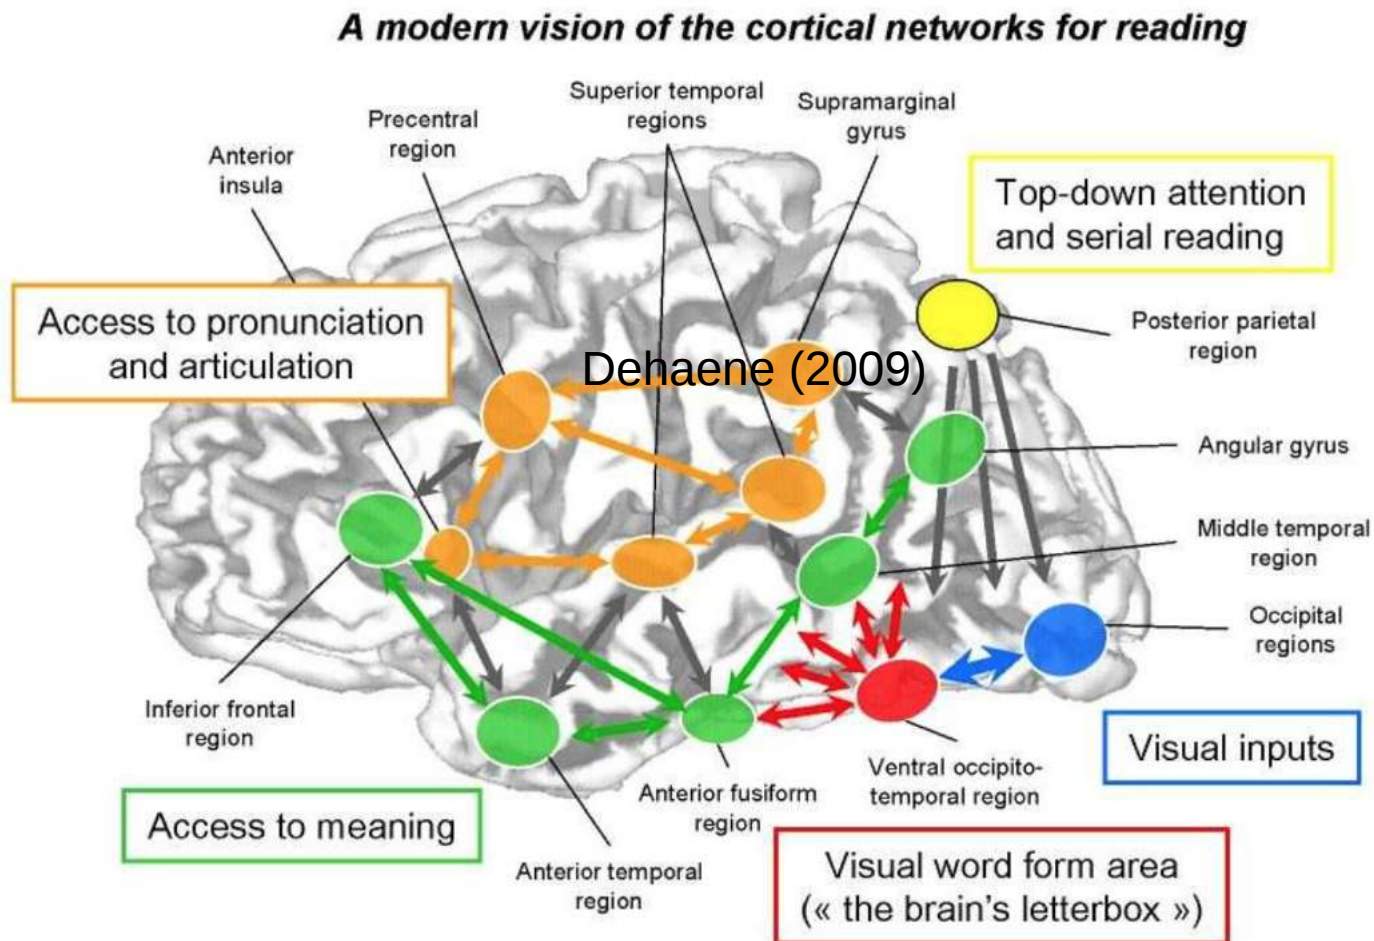 A modern vision of the cortical networks for reading
Superior temporal
regions
Supramarginal
gyrus
Precentral
region
Anterior
insula
Top-down attention
and serial reading
Access to pronunciation
and articulation
Posterior parietal
region
Dehaene (2009)
Angular gyrus
Middle temporal
region
Occipital
regions
Inferior frontal
region
Visual inputs
Ventral occipito-
temporal region
Anterior fusiform
region
Access to meaning
Anterior temporal
region
Visual word form area
(« the brain's letterbox »)